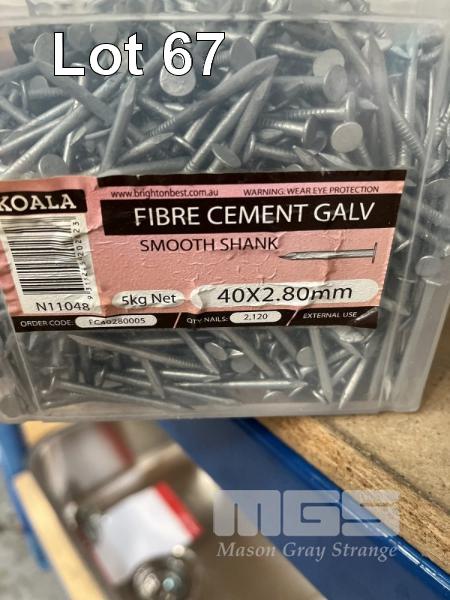 Lot 67
KOALA
www.brightonbest.com.au
WARNING: WEAR EYE PROTECTION
FIBRE CEMENT GALV
SMOOTH SHANK
N11048
5kg Net
40X2.80mm
ORDER CODE: FC40280005
QTY NAILS: 2,120
EXTERNAL USE
MGS
Mason Gray Strange